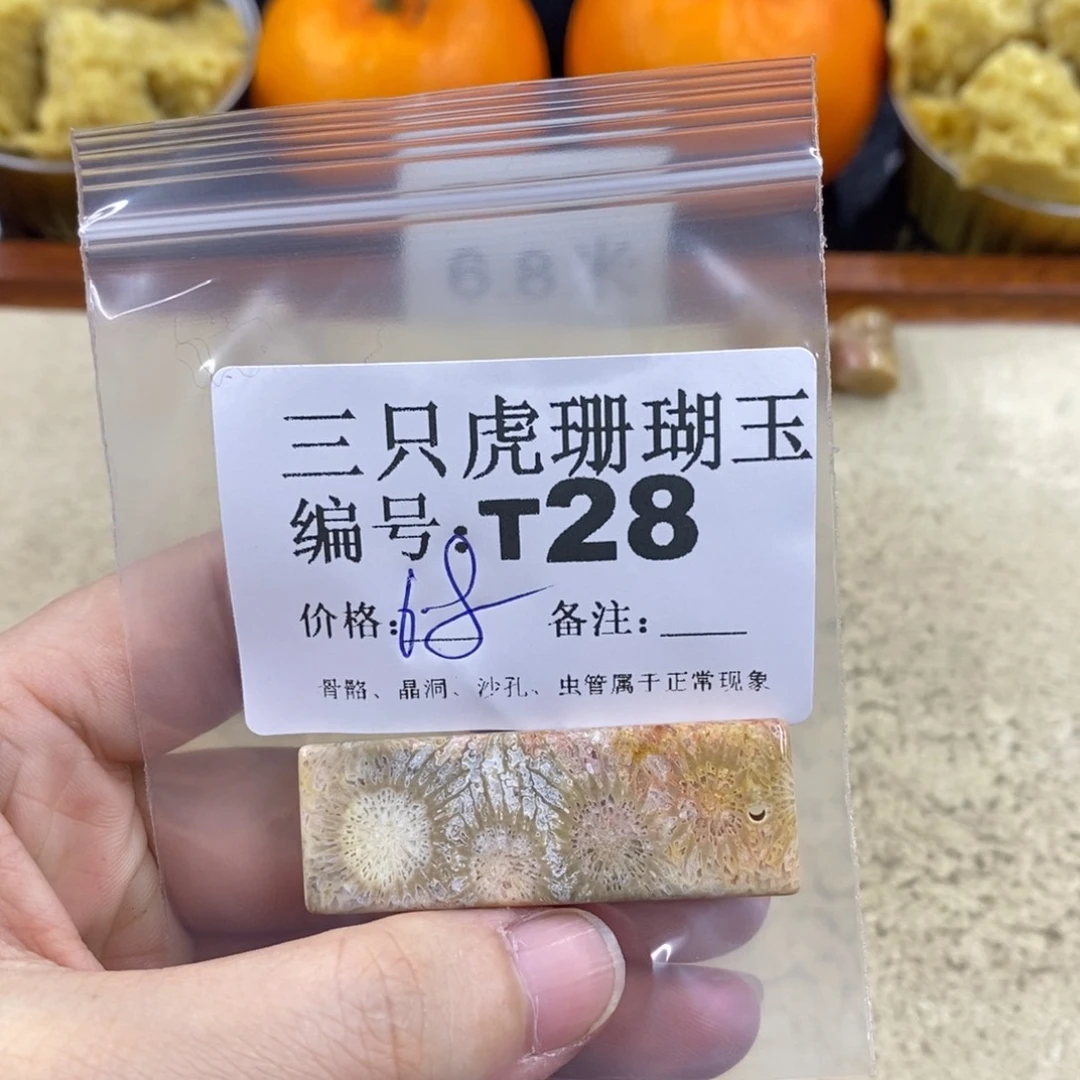 三只虎珊瑚玉
编号:T28
价格:68 备注:____
骨骼、晶洞、沙孔、虫管属于正常现象